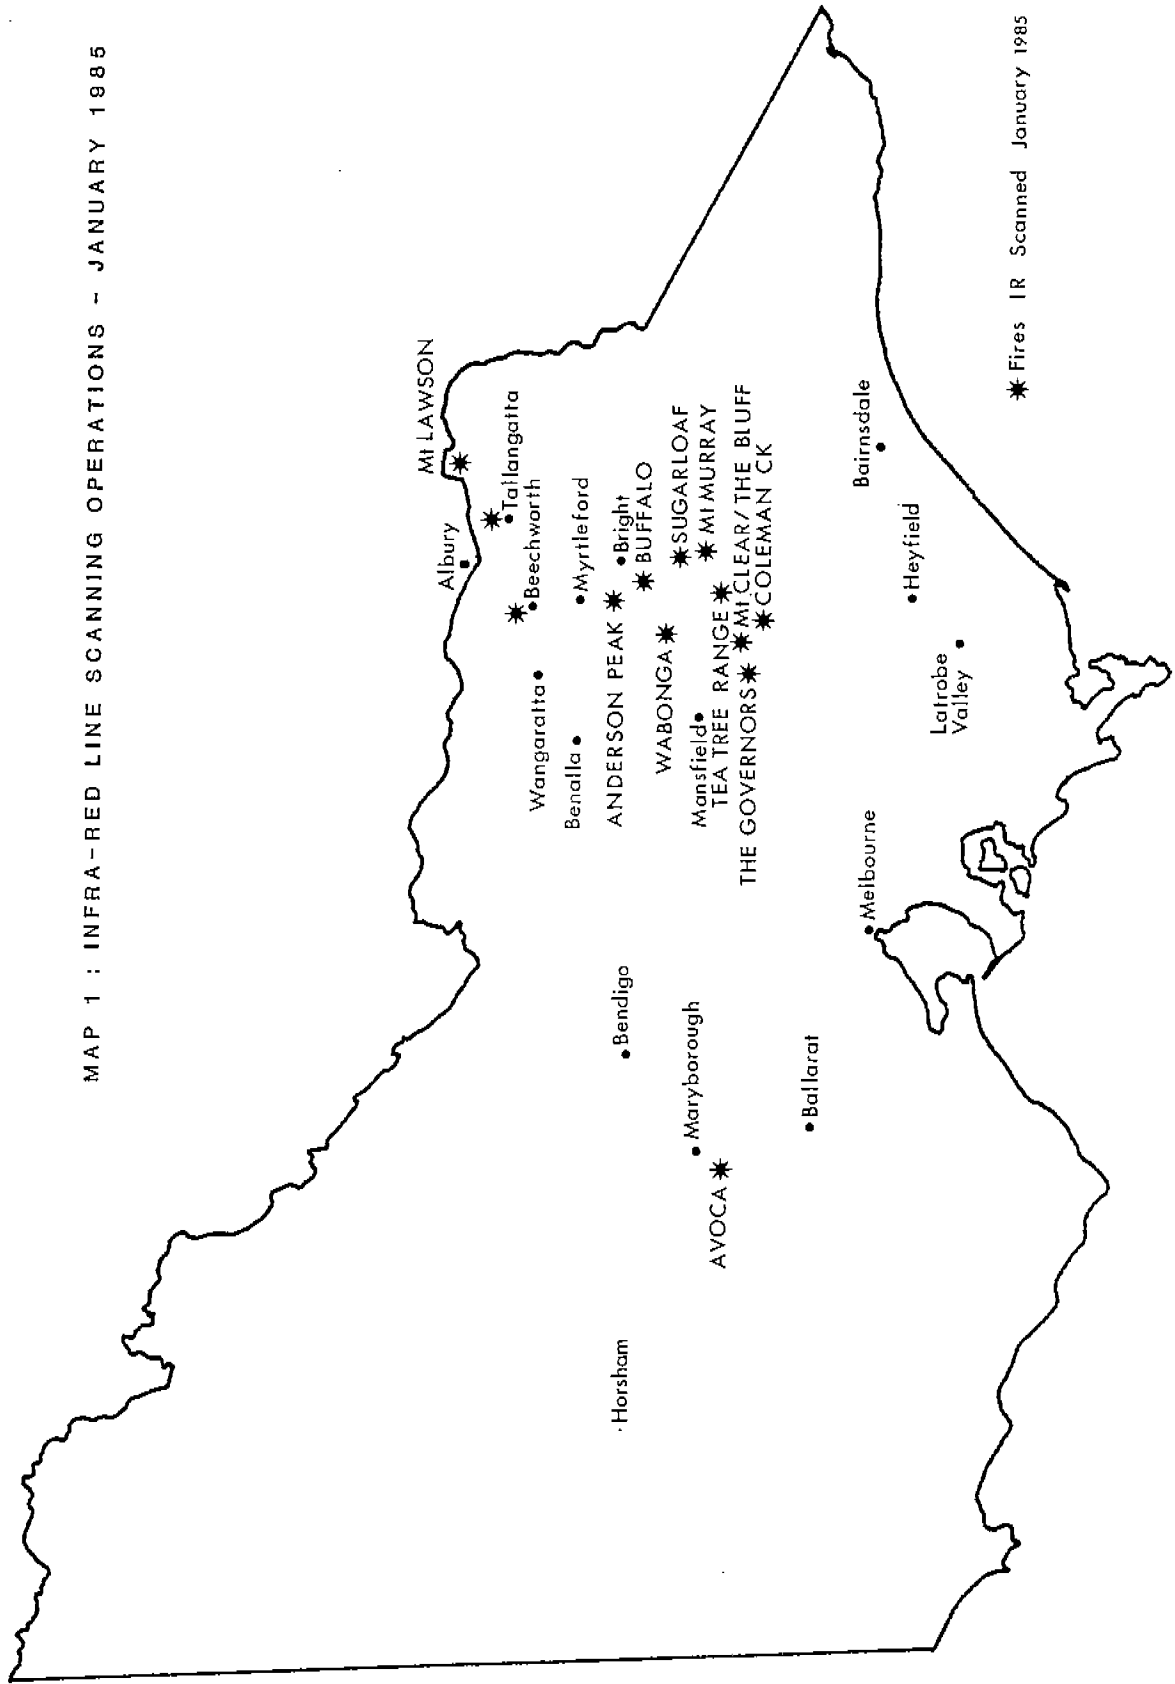 MAP 1 : INFRA-RED LINE SCANNING OPERATIONS - JANUARY 1985
Mt LAWSON
Albury
Tallangatta
Beechworth
Wangaratta
Myrtleford
Benalla
Bright
ANDERSON PEAK
BUFFALO
WABONGA
SUGARLOAF
Mt MURRAY
Mansfield
TEA TREE RANGE
Mt CLEAR/THE BLUFF
THE GOVERNORS
COLEMAN CK
Horsham
Bendigo
Maryborough
AVOCA
Ballarat
Melbourne
Bairnsdale
Heyfield
Latrobe
Valley
Fires IR Scanned January 1985